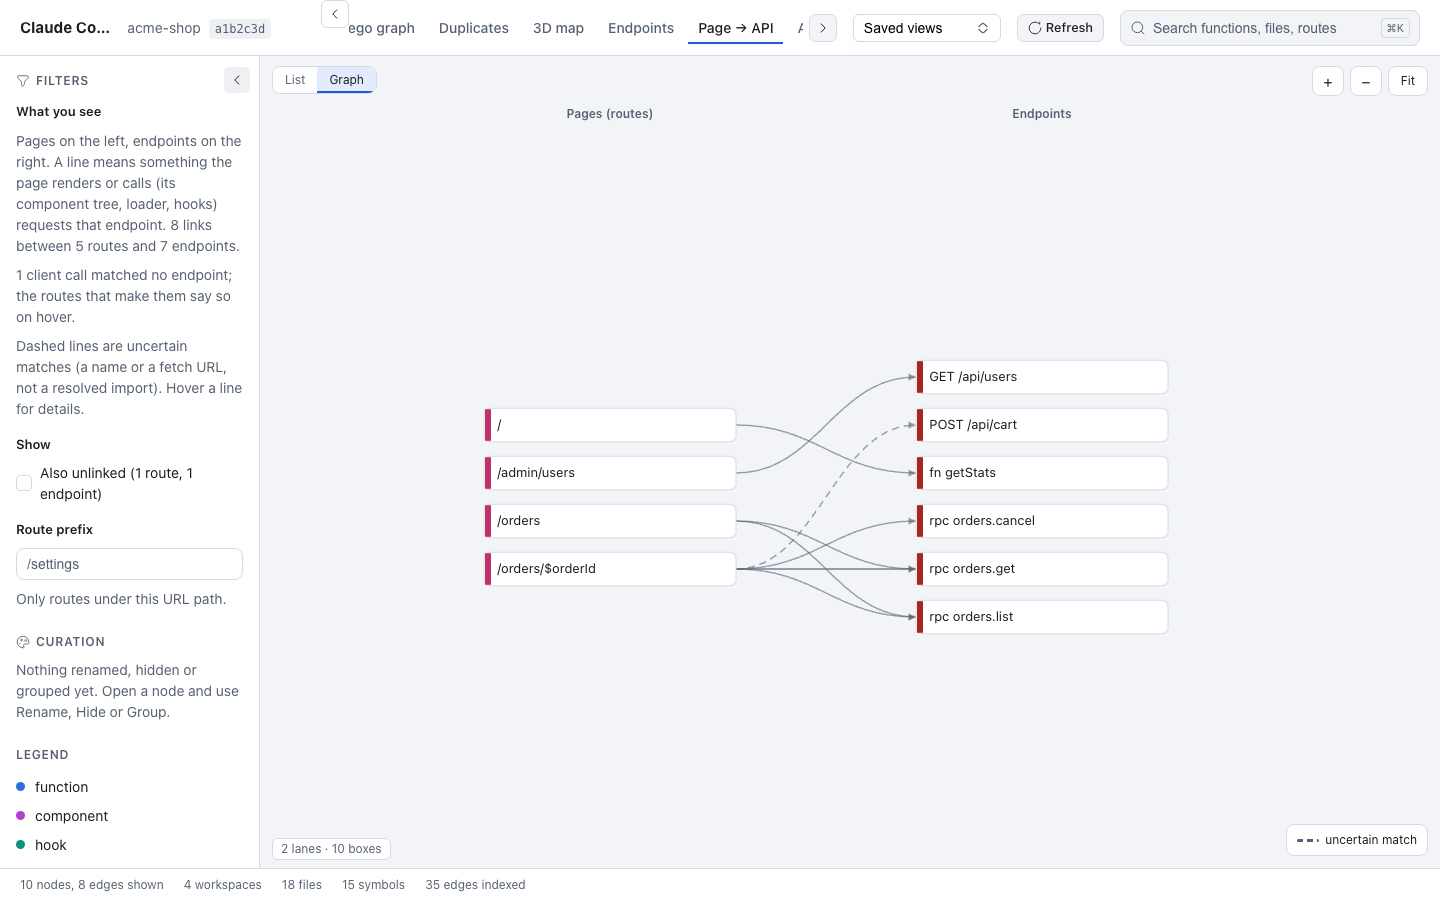 Claude Co...
acme-shop
a1b2c3d
ego graph
Duplicates
3D map
Endpoints
Page → API
Saved views
Refresh
Search functions, files, routes
⌘K
FILTERS
What you see
Pages on the left, endpoints on the
right. A line means something the
page renders or calls (its
component tree, loader, hooks)
requests that endpoint. 8 links
between 5 routes and 7 endpoints.
1 client call matched no endpoint;
the routes that make them say so
on hover.
Dashed lines are uncertain
matches (a name or a fetch URL,
not a resolved import). Hover a line
for details.
Show
Also unlinked (1 route, 1
endpoint)
Route prefix
/settings
Only routes under this URL path.
CURATION
Nothing renamed, hidden or
grouped yet. Open a node and use
Rename, Hide or Group.
LEGEND
function
component
hook
List
Graph
+
−
Fit
Pages (routes)
Endpoints
/
/admin/users
/orders
/orders/$orderId
GET /api/users
POST /api/cart
fn getStats
rpc orders.cancel
rpc orders.get
rpc orders.list
2 lanes · 10 boxes
uncertain match
10 nodes, 8 edges shown
4 workspaces
18 files
15 symbols
35 edges indexed